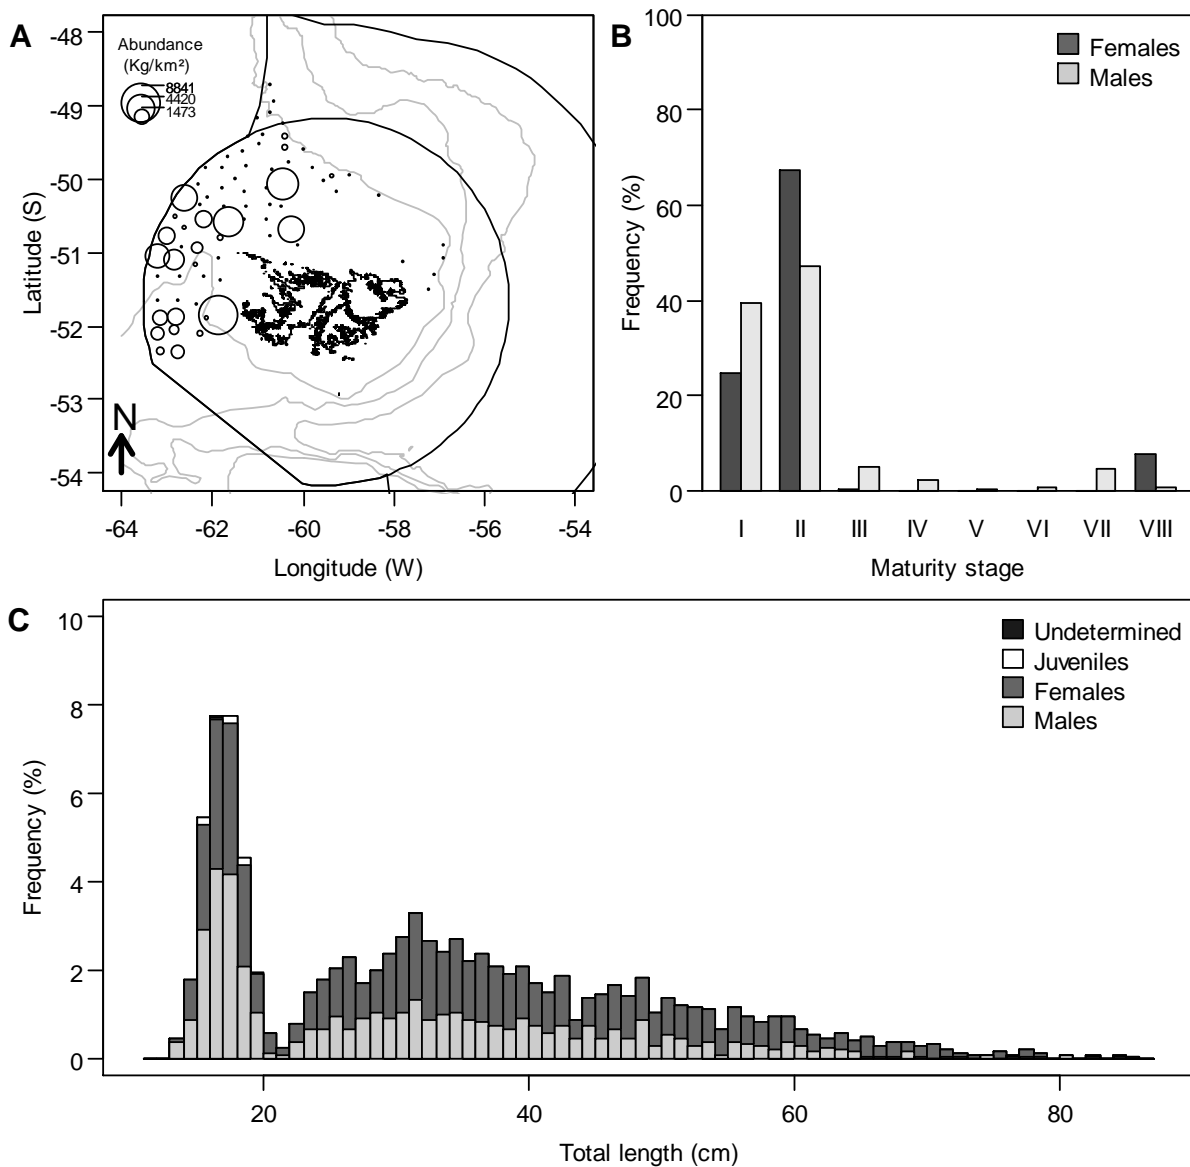 A
Abundance
(Kg/km²)
8841
4420
1473
-48
-49
-50
-51
-52
-53
-54
Latitude (S)
N
-64
-62
-60
-58
-56
-54
Longitude (W)
B
Females
Males
100
80
60
40
20
0
Frequency (%)
I II III IV V VI VII VIII
Maturity stage
C
Undetermined
Juveniles
Females
Males
10
8
6
4
2
0
Frequency (%)
20 40 60 80
Total length (cm)